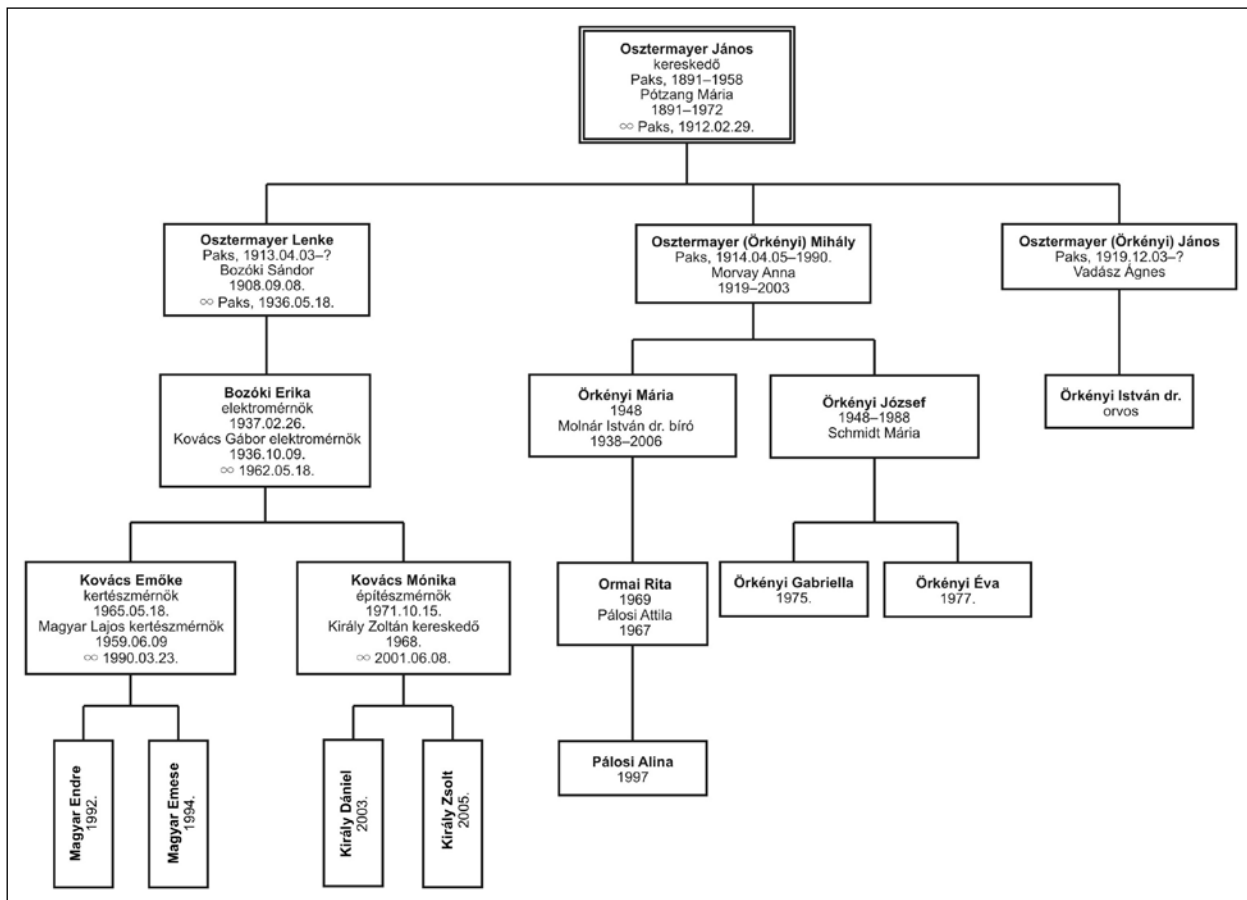 Osztermayer János
kereskedő
Paks, 1891–1958
Pótzang Mária
1891–1972
∞ Paks, 1912.02.29.
Osztermayer Lenke
Paks, 1913.04.03–?
Bozóki Sándor
1908.09.08.
∞ Paks, 1936.05.18.
Osztermayer (Örkényi) Mihály
Paks, 1914.04.05–1990.
Morvay Anna
1919–2003
Osztermayer (Örkényi) János
Paks, 1919.12.03–?
Vadász Ágnes
Bozóki Erika
elektromérnök
1937.02.26.
Kovács Gábor elektromérnök
1936.10.09.
∞ 1962.05.18.
Örkényi Mária
1948
Molnár István dr. bíró
1938–2006
Örkényi József
1948–1988
Schmidt Mária
Örkényi István dr.
orvos
Kovács Emőke
kertészmérnök
1965.05.18.
Magyar Lajos kertészmérnök
1959.06.09
∞ 1990.03.23.
Kovács Mónika
építészmérnök
1971.10.15.
Király Zoltán kereskedő
1968.
∞ 2001.06.08.
Ormai Rita
1969
Pálosi Attila
1967
Örkényi Gabriella
1975.
Örkényi Éva
1977.
Magyar Endre
1992.
Magyar Emese
1994.
Király Dániel
2003.
Király Zsolt
2005.
Pálosi Alina
1997